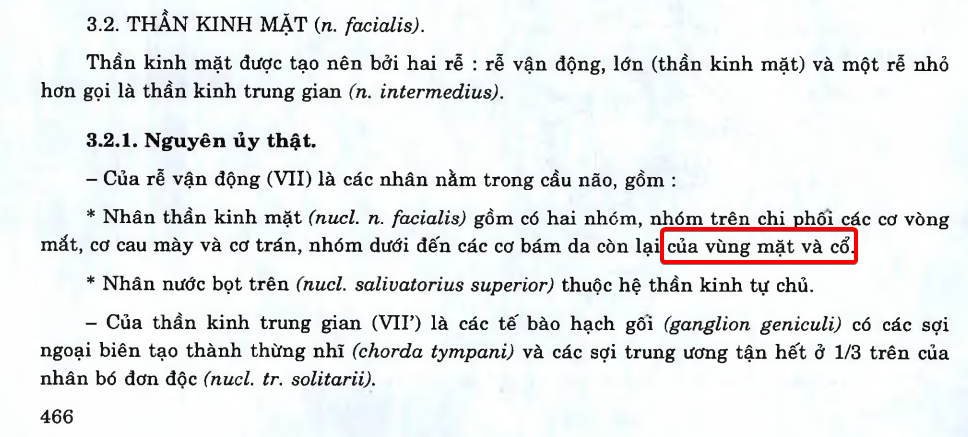 3.2. THẦN KINH MẶT (n. facialis).
Thần kinh mặt được tạo nên bởi hai rễ : rễ vận động, lớn (thần kinh mặt) và một rễ nhỏ
hơn gọi là thần kinh trung gian (n. intermedius).
3.2.1. Nguyên ủy thật.
– Của rễ vận động (VII) là các nhân nằm trong cầu não, gồm :
* Nhân thần kinh mặt (nucl. n. facialis) gồm có hai nhóm, nhóm trên chi phối các cơ vòng
mắt, cơ cau mày và cơ trán, nhóm dưới đến các cơ bám da còn lại của vùng mặt và cổ.
* Nhân nước bọt trên (nucl. salivatorius superior) thuộc hệ thần kinh tự chủ.
– Của thần kinh trung gian (VII') là các tế bào hạch gối (ganglion geniculi) có các sợi
ngoại biên tạo thành thừng nhĩ (chorda tympani) và các sợi trung ương tận hết ở 1/3 trên của
nhân bó đơn độc (nucl. tr. solitarii).
466